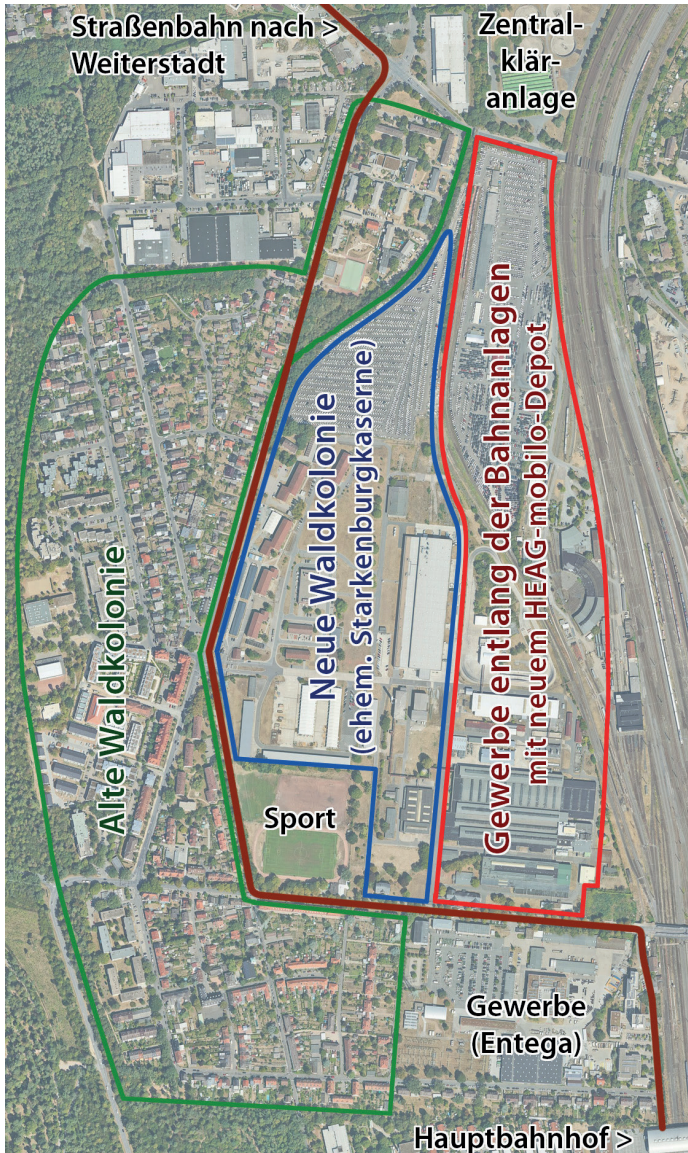 Straßenbahn nach >
Weiterstadt
Zentral-
klär-
anlage
Alte Waldkolonie
Neue Waldkolonie
(ehem. Starkenburgkaserne)
Gewerbe entlang der Bahnanlagen
mit neuem HEAG-mobilo-Depot
Sport
Gewerbe
(Entega)
Hauptbahnhof >